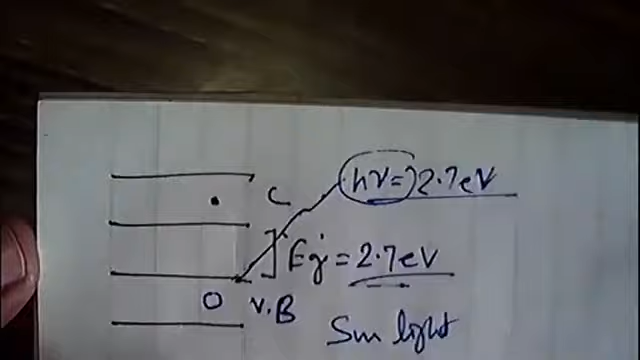 C hν=2.7eV
Eg = 2.7eV
O V.B
Sun light